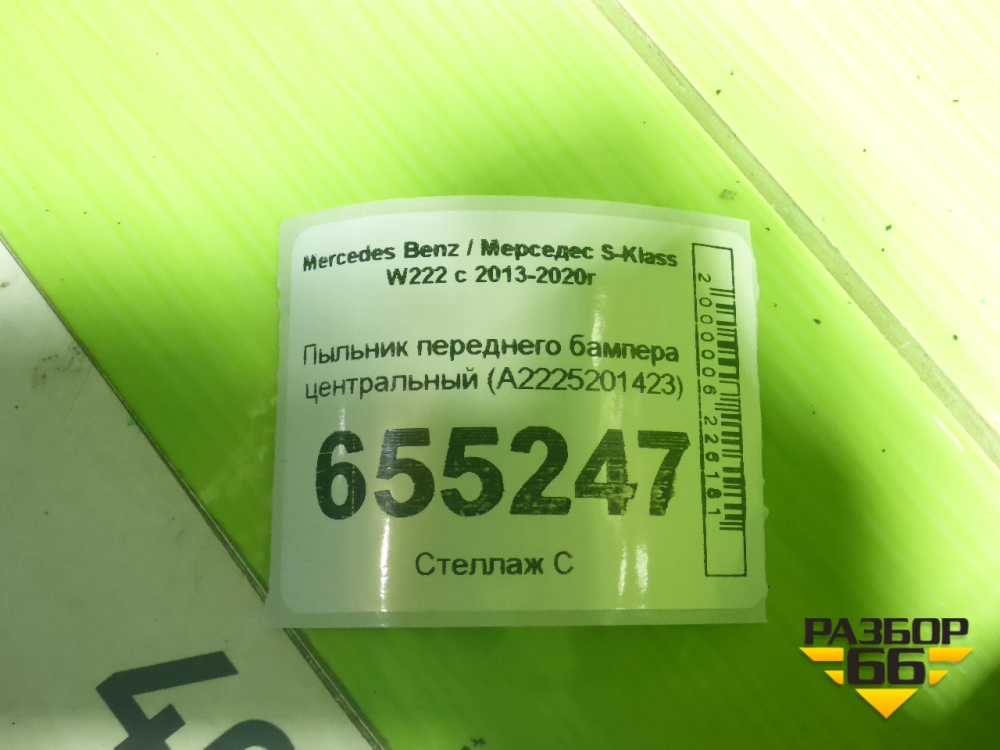 Mercedes Benz / Мерседес S-Klass
W222 с 2013-2020г
Пыльник переднего бампера
центральный (A2225201423)
655247
Стеллаж С
2000006226181
РАЗБОР
66